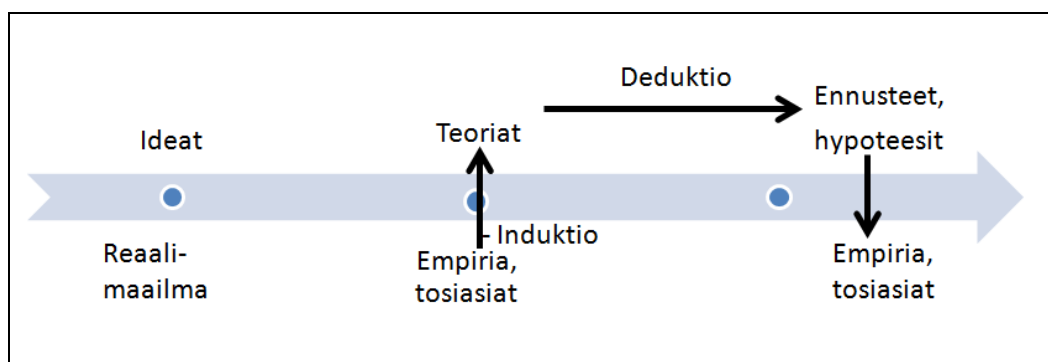 Deduktio
Ennusteet,
hypoteesit
Ideat
Teoriat
- Induktio
Reaali-
maailma
Empiria,
tosiasiat
Empiria,
tosiasiat